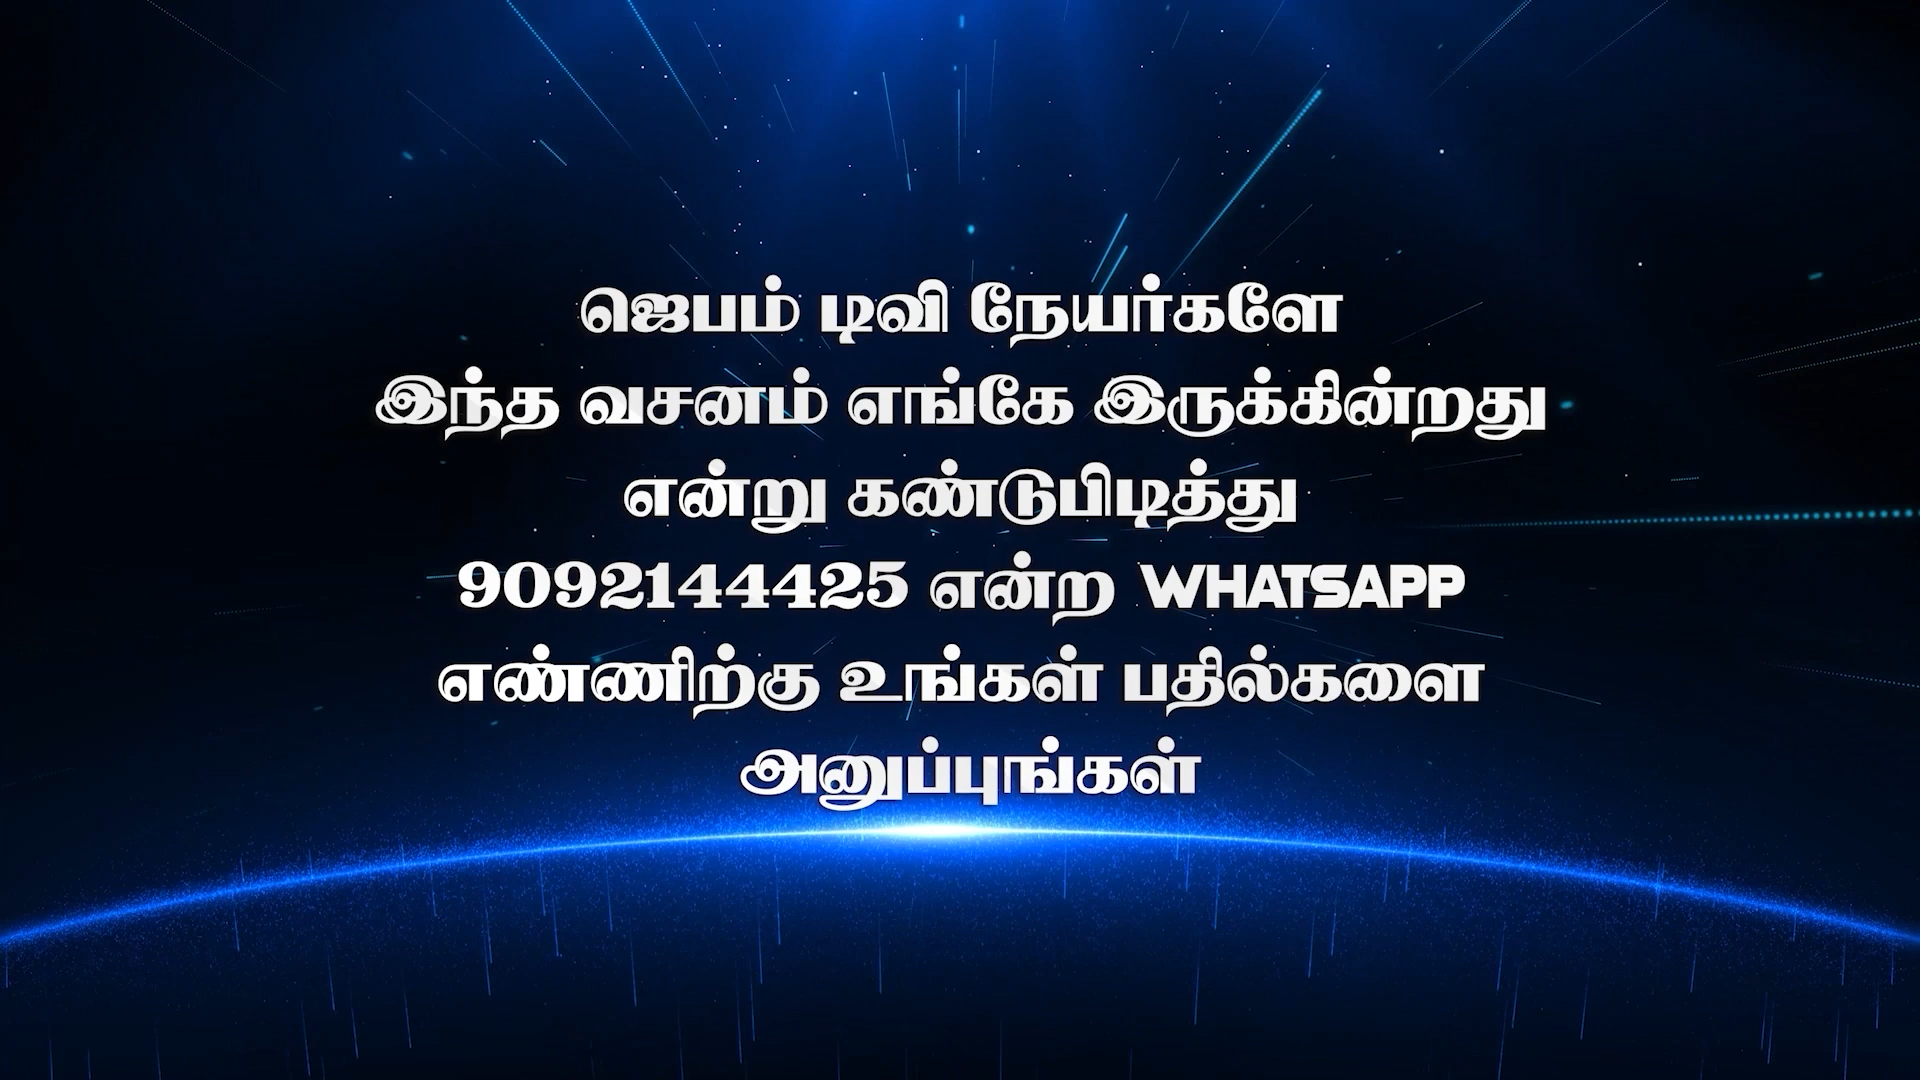 ஜெபம் டிவி நேயர்களே
இந்த வசனம் எங்கே இருக்கின்றது
என்று கண்டுபிடித்து
9092144425 என்ற WHATSAPP
எண்ணிற்கு உங்கள் பதில்களை
அனுப்புங்கள்